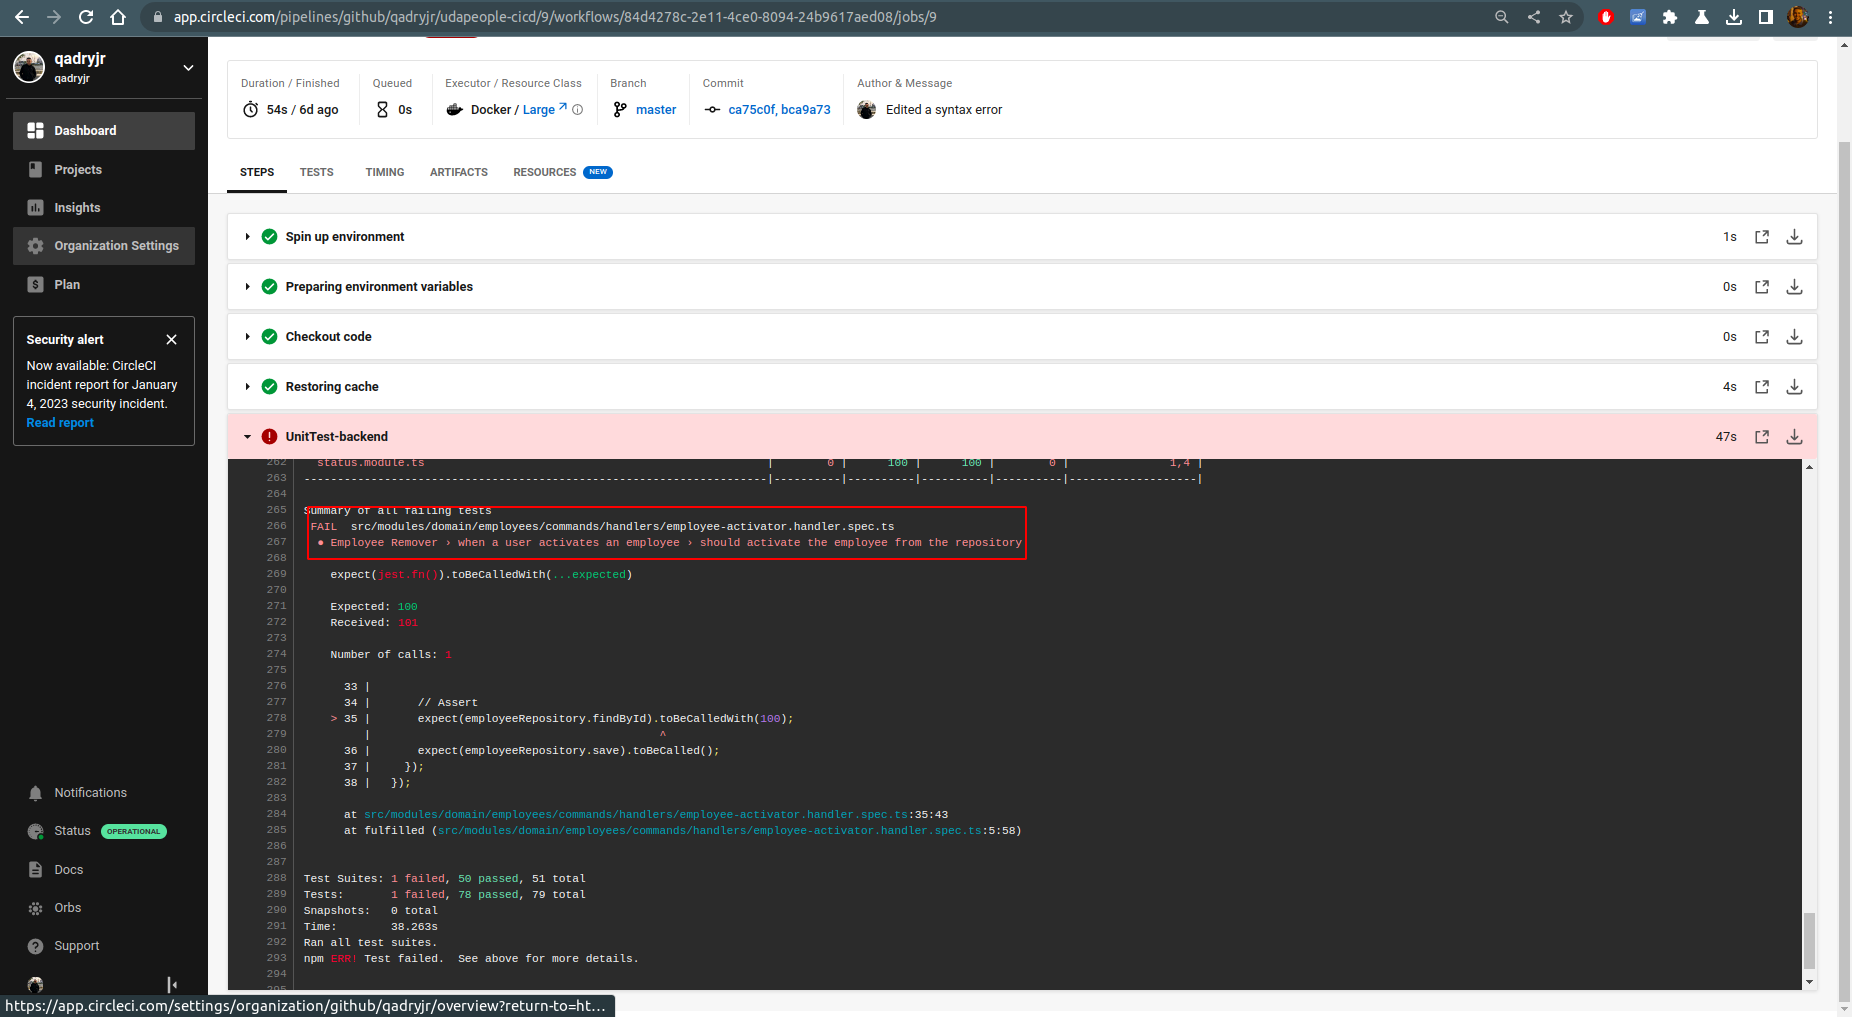 app.circleci.com/pipelines/github/qadryjr/udapeople-cicd/9/workflows/84d4278c-2e11-4ce0-8094-24b9617aed08/jobs/9
qadryjr
qadryjr
Dashboard
Projects
Insights
Organization Settings
Plan
Security alert
Now available: CircleCI
incident report for January
4, 2023 security incident.
Read report
Notifications
Status OPERATIONAL
Docs
Orbs
Support
Duration / Finished
54s / 6d ago
Queued
0s
Executor / Resource Class
Docker / Large
Branch
master
Commit
ca75c0f, bca9a73
Author & Message
Edited a syntax error
STEPS TESTS TIMING ARTIFACTS RESOURCES NEW
Spin up environment 1s
Preparing environment variables 0s
Checkout code 0s
Restoring cache 4s
UnitTest-backend 47s
262 status.module.ts | 0 | 100 | 100 | 0 | 1,4 |
263 ---------------------------------------------------------------------|----------|----------|----------|----------|-------------------|
264
265 Summary of all failing tests
266 FAIL src/modules/domain/employees/commands/handlers/employee-activator.handler.spec.ts
267 ● Employee Remover › when a user activates an employee › should activate the employee from the repository
268
269 expect(jest.fn()).toBeCalledWith(...expected)
270
271 Expected: 100
272 Received: 101
273
274 Number of calls: 1
275
276 33 |
277 34 | // Assert
278 > 35 | expect(employeeRepository.findById).toBeCalledWith(100);
279 | ^
280 36 | expect(employeeRepository.save).toBeCalled();
281 37 | });
282 38 | });
283
284 at src/modules/domain/employees/commands/handlers/employee-activator.handler.spec.ts:35:43
285 at fulfilled (src/modules/domain/employees/commands/handlers/employee-activator.handler.spec.ts:5:58)
286
287
288 Test Suites: 1 failed, 50 passed, 51 total
289 Tests: 1 failed, 78 passed, 79 total
290 Snapshots: 0 total
291 Time: 38.263s
292 Ran all test suites.
293 npm ERR! Test failed. See above for more details.
294
295
https://app.circleci.com/settings/organization/github/qadryjr/overview?return-to=ht...